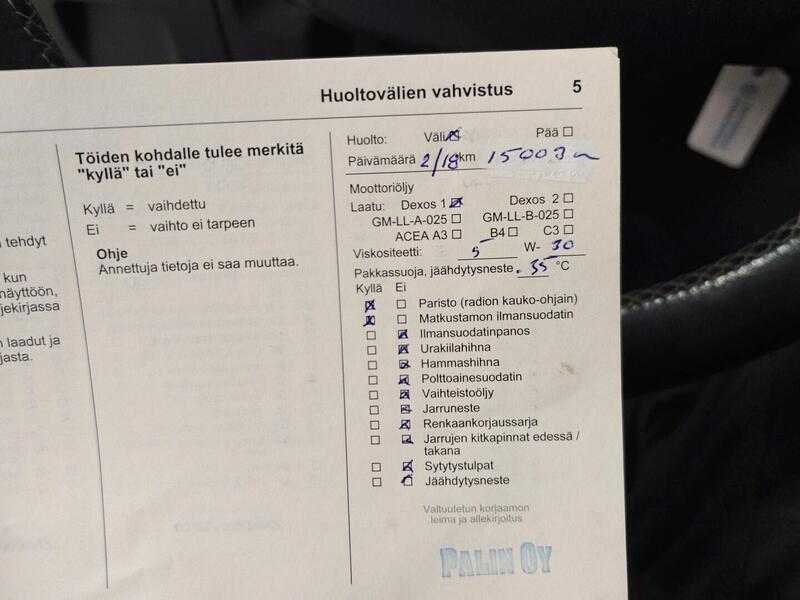 Huoltovälien vahvistus 5
tehdyt
kun
näyttöön,
jekirjassa
laadut ja
jasta.
Töiden kohdalle tulee merkitä
"kyllä" tai "ei"
Kyllä = vaihdettu
Ei = vaihto ei tarpeen
Ohje
Annettuja tietoja ei saa muuttaa.
Huolto: Väli Pää
Päivämäärä 2/18 km 15003
Moottoriöljy
Laatu: Dexos 1 Dexos 2
GM-LL-A-025 GM-LL-B-025
ACEA A3 B4 C3
Viskositeetti: 5 W- 30
Pakkassuoja, jäähdytysneste. 35 °C
Kyllä Ei
Paristo (radion kauko-ohjain)
Matkustamon ilmansuodatin
Ilmansuodatinpanos
Urakiilahihna
Hammashihna
Polttoainesuodatin
Vaihteistoöljy
Jarruneste
Renkaankorjaussarja
Jarrujen kitkapinnat edessä /
takana
Sytytystulpat
Jäähdytysneste
Valtuutetun korjaamon
leima ja allekirjoitus
PALIN OY